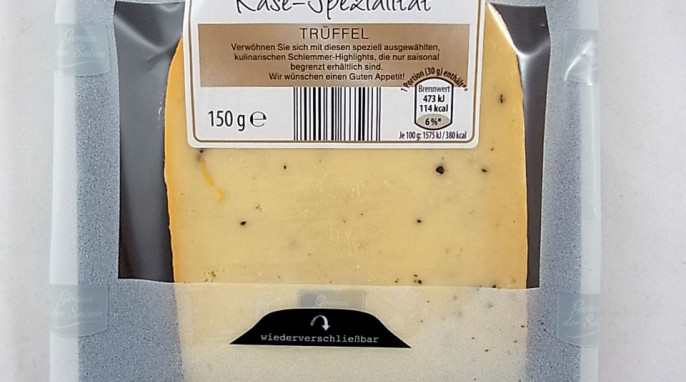 Käse-Spezialität
TRÜFFEL
Verwöhnen Sie sich mit diesen speziell ausgewählten,
kulinarischen Schlemmer-Highlights, die nur saisonal
begrenzt erhältlich sind.
Wir wünschen einen Guten Appetit!
1 Portion (30 g) enthält:
Brennwert
473 kJ
114 kcal
6 %*
150 g e
Je 100 g: 1575 kJ/380 kcal
wiederverschließbar